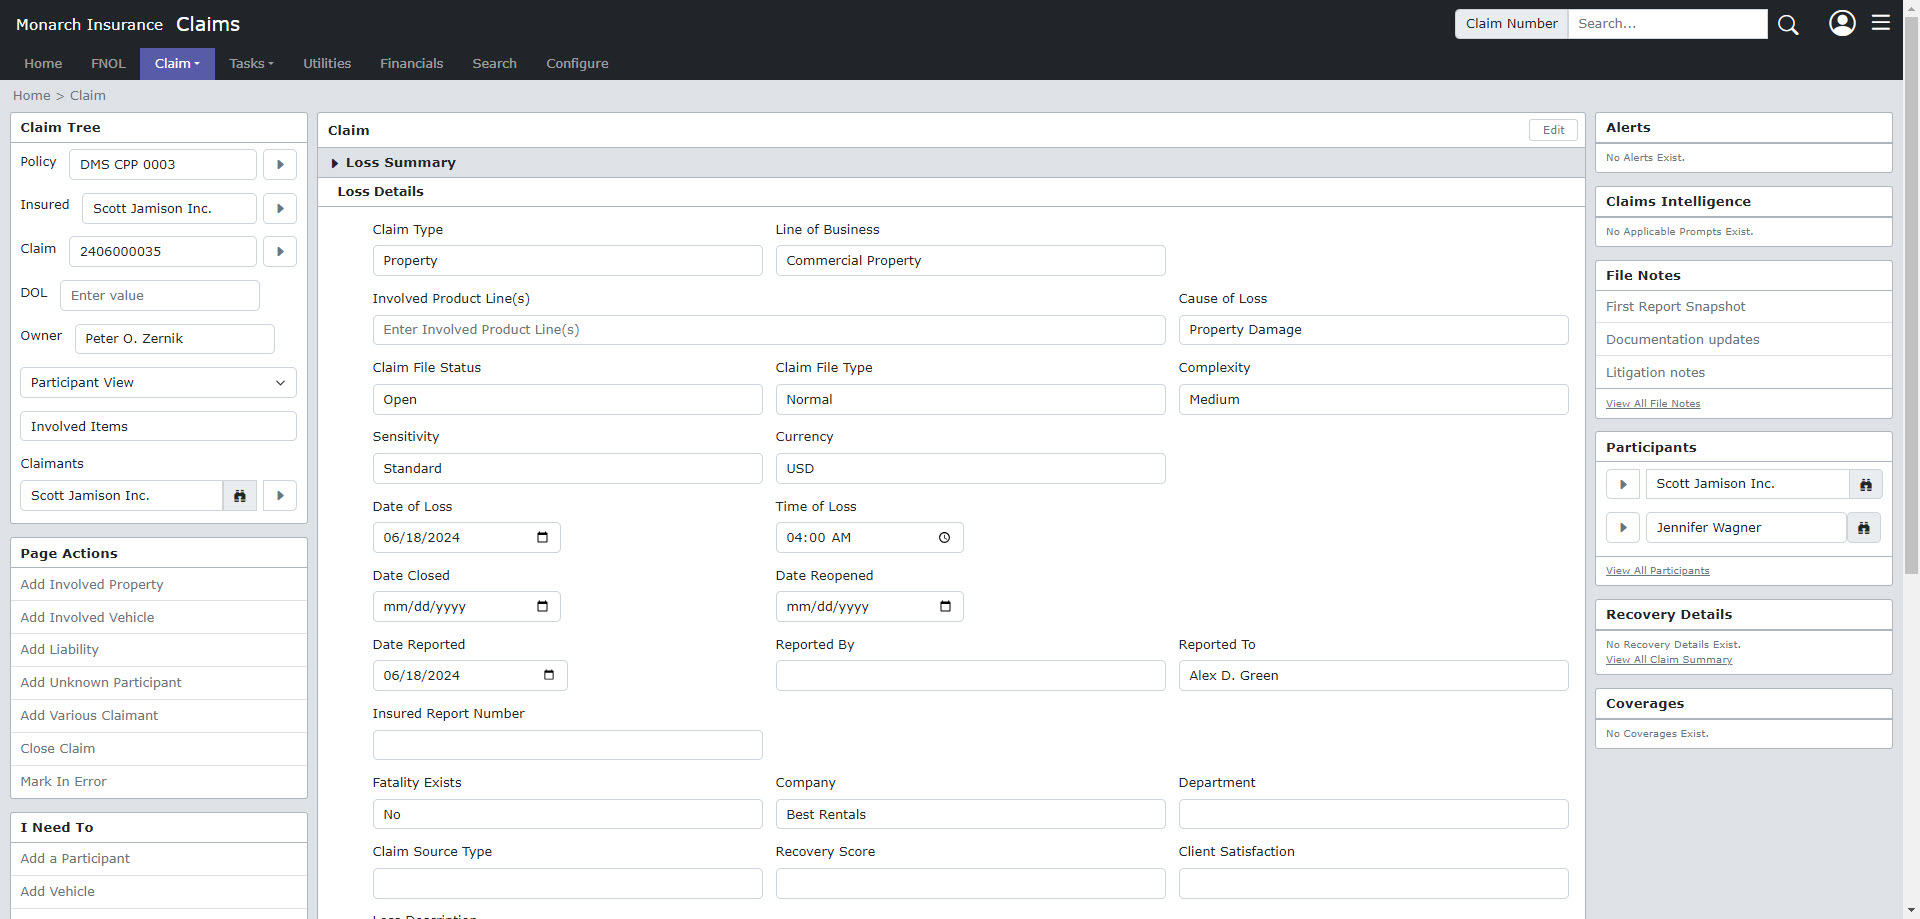 Monarch Insurance Claims
Claim Number Search...
Home FNOL Claim Tasks Utilities Financials Search Configure
Home > Claim
Claim Tree
Policy DMS CPP 0003
Insured Scott Jamison Inc.
Claim 2406000035
DOL Enter value
Owner Peter O. Zernik
Participant View
Involved Items
Claimants
Scott Jamison Inc.
Page Actions
Add Involved Property
Add Involved Vehicle
Add Liability
Add Unknown Participant
Add Various Claimant
Close Claim
Mark In Error
I Need To
Add a Participant
Add Vehicle
Claim Edit
Loss Summary
Loss Details
Claim Type Line of Business
Property Commercial Property
Involved Product Line(s) Cause of Loss
Enter Involved Product Line(s) Property Damage
Claim File Status Claim File Type Complexity
Open Normal Medium
Sensitivity Currency
Standard USD
Date of Loss Time of Loss
06/18/2024 04:00 AM
Date Closed Date Reopened
mm/dd/yyyy mm/dd/yyyy
Date Reported Reported By Reported To
06/18/2024 Alex D. Green
Insured Report Number
Fatality Exists Company Department
No Best Rentals
Claim Source Type Recovery Score Client Satisfaction
Loss Description
Alerts
No Alerts Exist.
Claims Intelligence
No Applicable Prompts Exist.
File Notes
First Report Snapshot
Documentation updates
Litigation notes
View All File Notes
Participants
Scott Jamison Inc.
Jennifer Wagner
View All Participants
Recovery Details
No Recovery Details Exist.
View All Claim Summary
Coverages
No Coverages Exist.